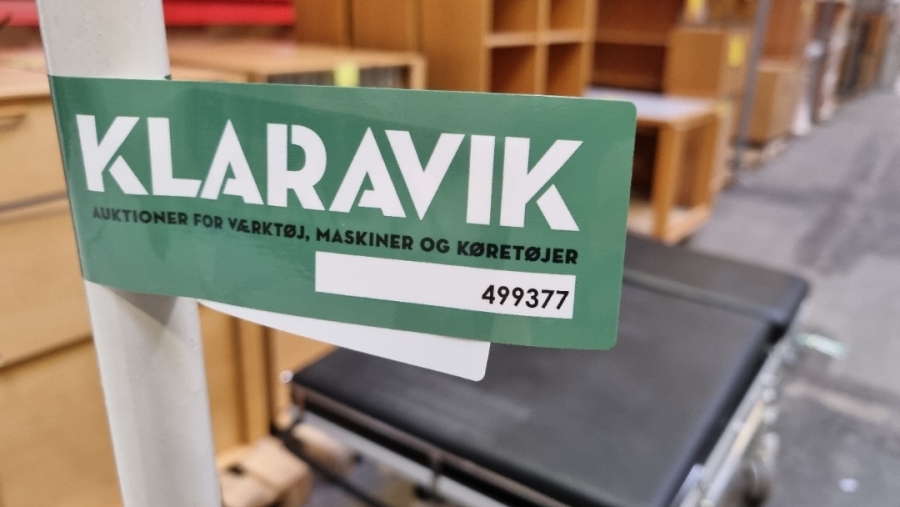 KLARAVIK
AUKTIONER FOR VÆRKTØJ, MASKINER OG KØRETØJER
499377